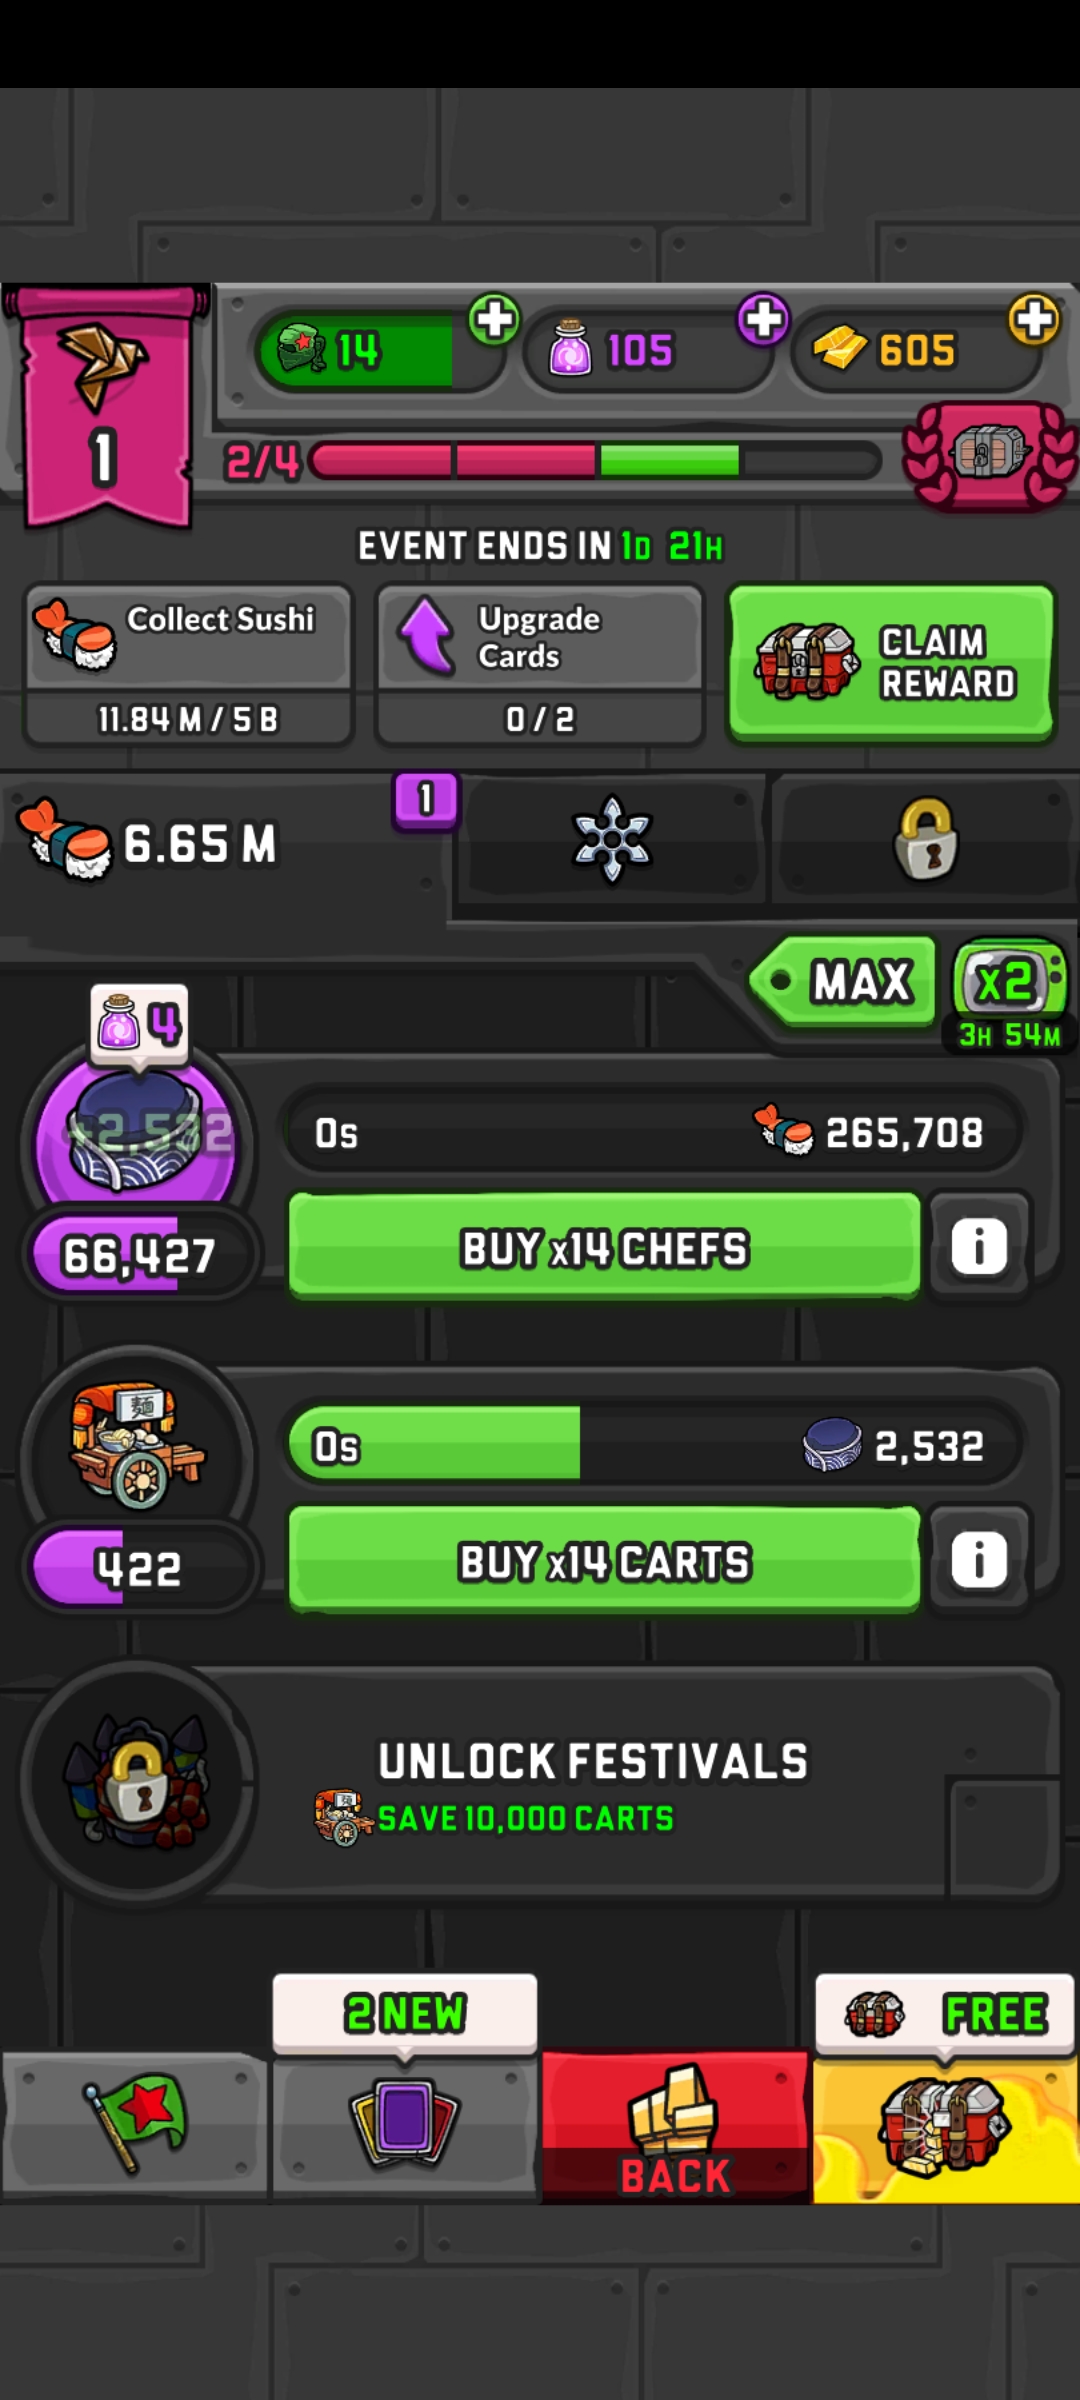 14
105
605
1
2/4
EVENT ENDS IN 1D 21H
Collect Sushi
11.84 M / 5 B
Upgrade
Cards
0 / 2
CLAIM
REWARD
6.65 M
1
MAX
x2
3H 54M
4
+2,532
0s
265,708
66,427
BUY x14 CHEFS
i
麺
0s
2,532
422
BUY x14 CARTS
i
UNLOCK FESTIVALS
SAVE 10,000 CARTS
2 NEW
FREE
BACK